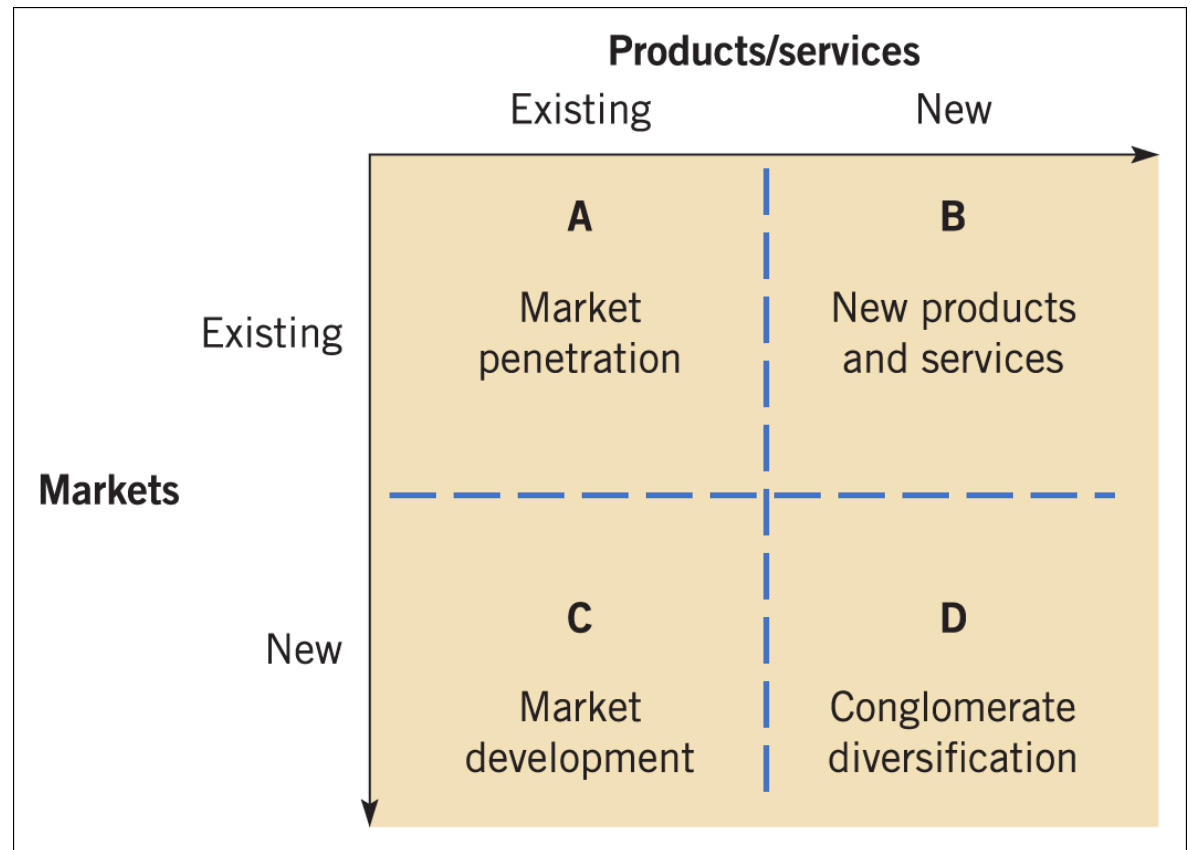 Products/services
Existing
New
A
B
Existing
Market
penetration
New products
and services
Markets
C
D
New
Market
development
Conglomerate
diversification